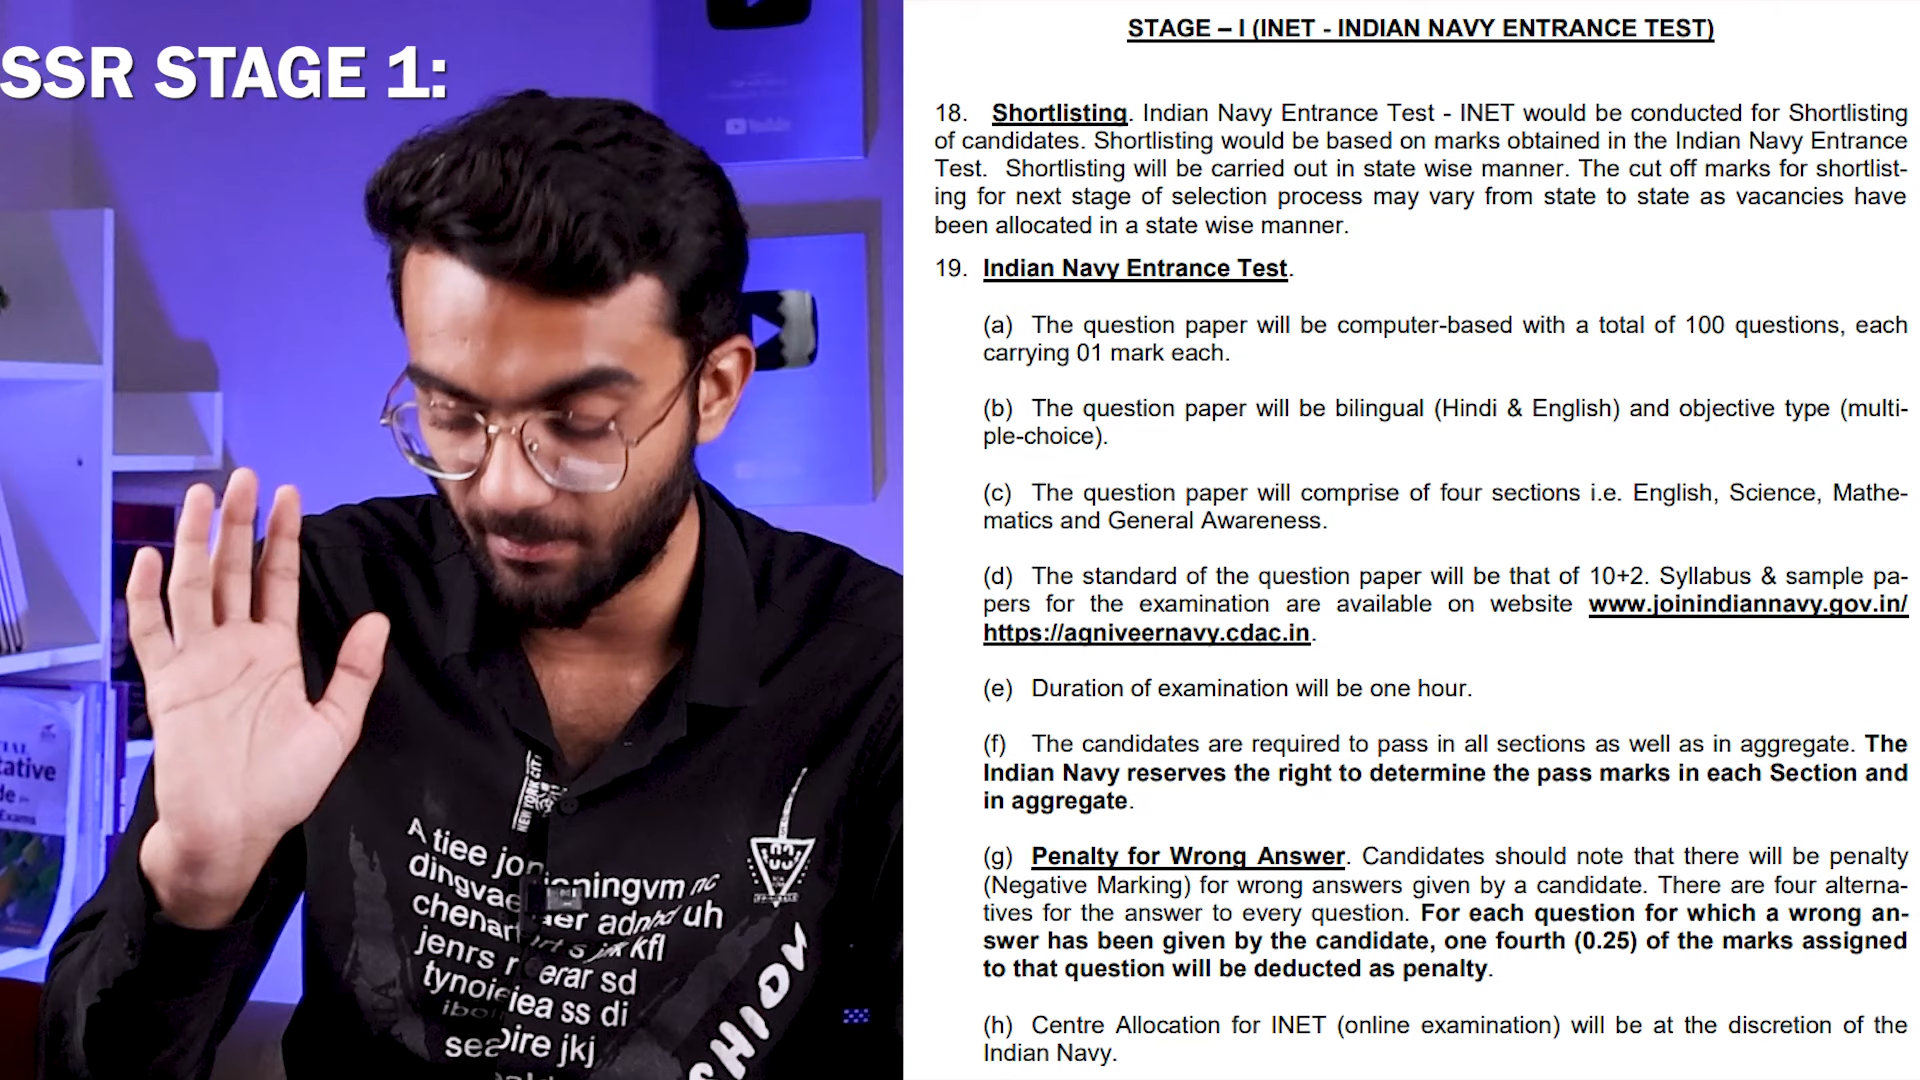 SSR STAGE 1:
STAGE – I (INET - INDIAN NAVY ENTRANCE TEST)
18. Shortlisting. Indian Navy Entrance Test - INET would be conducted for Shortlisting
of candidates. Shortlisting would be based on marks obtained in the Indian Navy Entrance
Test. Shortlisting will be carried out in state wise manner. The cut off marks for shortlist-
ing for next stage of selection process may vary from state to state as vacancies have
been allocated in a state wise manner.
19. Indian Navy Entrance Test.
(a) The question paper will be computer-based with a total of 100 questions, each
carrying 01 mark each.
(b) The question paper will be bilingual (Hindi & English) and objective type (multi-
ple-choice).
(c) The question paper will comprise of four sections i.e. English, Science, Mathe-
matics and General Awareness.
(d) The standard of the question paper will be that of 10+2. Syllabus & sample pa-
pers for the examination are available on website www.joinindiannavy.gov.in/
https://agniveernavy.cdac.in.
(e) Duration of examination will be one hour.
(f) The candidates are required to pass in all sections as well as in aggregate. The
Indian Navy reserves the right to determine the pass marks in each Section and
in aggregate.
(g) Penalty for Wrong Answer. Candidates should note that there will be penalty
(Negative Marking) for wrong answers given by a candidate. There are four alterna-
tives for the answer to every question. For each question for which a wrong an-
swer has been given by the candidate, one fourth (0.25) of the marks assigned
to that question will be deducted as penalty.
(h) Centre Allocation for INET (online examination) will be at the discretion of the
Indian Navy.
YouTube
Exams
NEW YORK CITY
A tiee
uh
kfl
sd
ss di
jkj